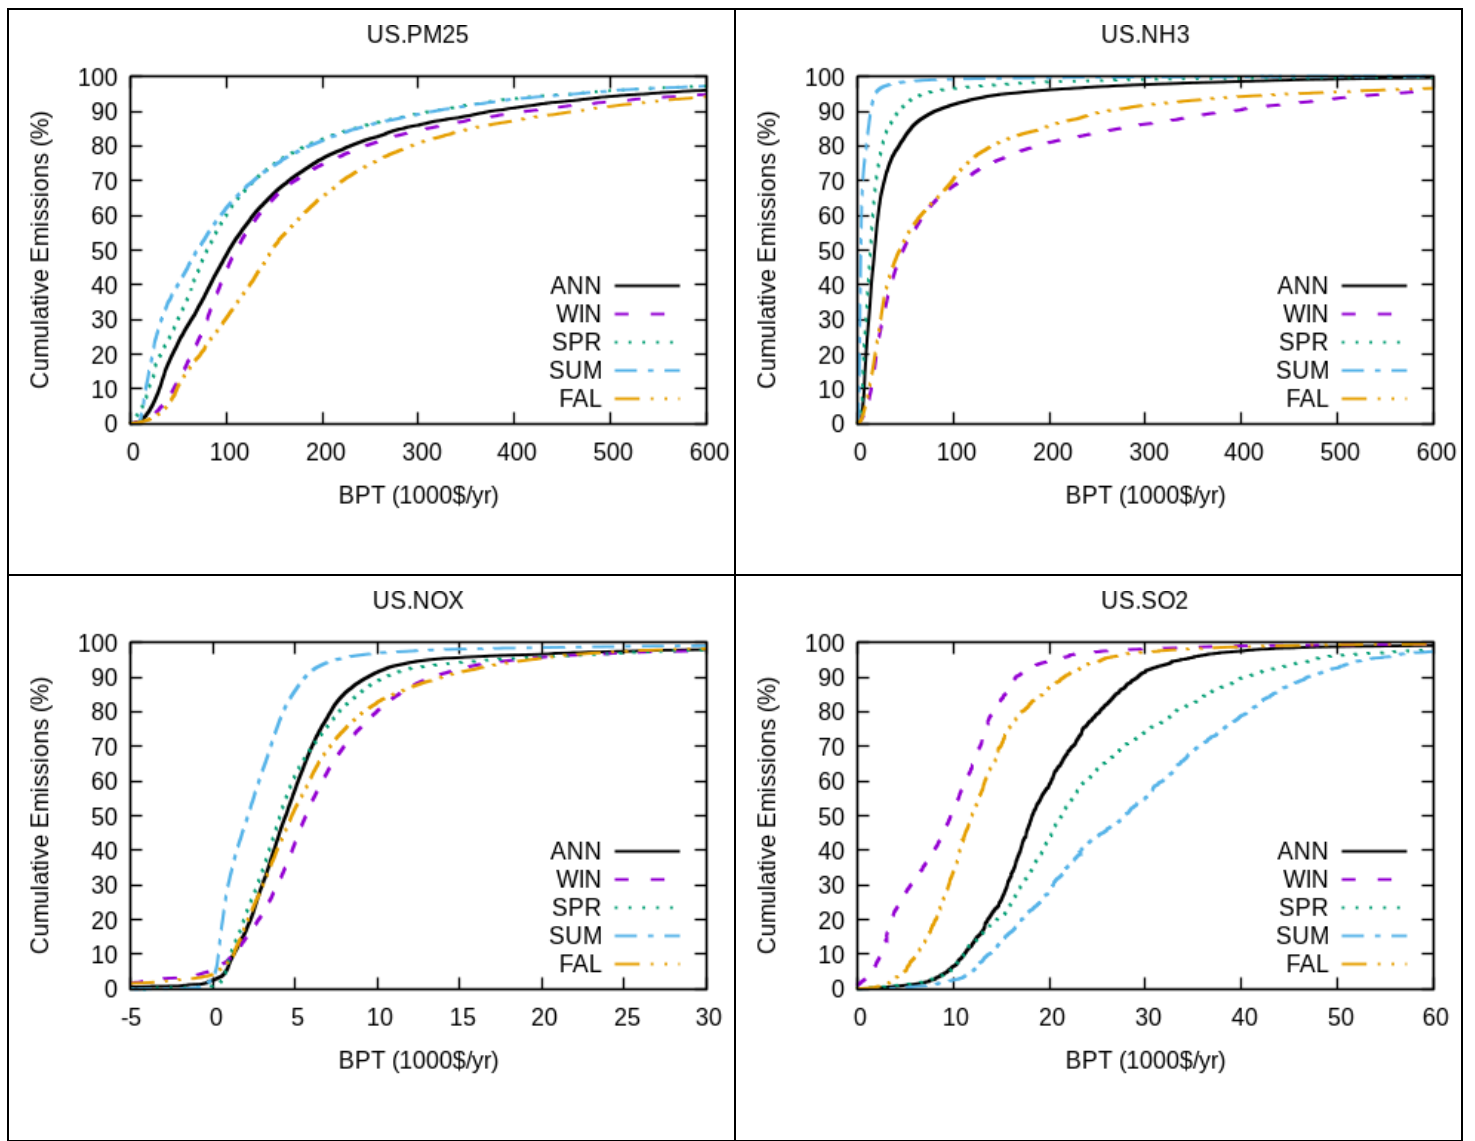 US.PM25
Cumulative Emissions (%)
100
90
80
70
60
50
40
30
20
10
0
ANN
WIN
SPR
SUM
FAL
0 100 200 300 400 500 600
BPT (1000$/yr)
US.NH3
Cumulative Emissions (%)
100
90
80
70
60
50
40
30
20
10
0
ANN
WIN
SPR
SUM
FAL
0 100 200 300 400 500 600
BPT (1000$/yr)
US.NOX
Cumulative Emissions (%)
100
90
80
70
60
50
40
30
20
10
0
ANN
WIN
SPR
SUM
FAL
-5 0 5 10 15 20 25 30
BPT (1000$/yr)
US.SO2
Cumulative Emissions (%)
100
90
80
70
60
50
40
30
20
10
0
ANN
WIN
SPR
SUM
FAL
0 10 20 30 40 50 60
BPT (1000$/yr)